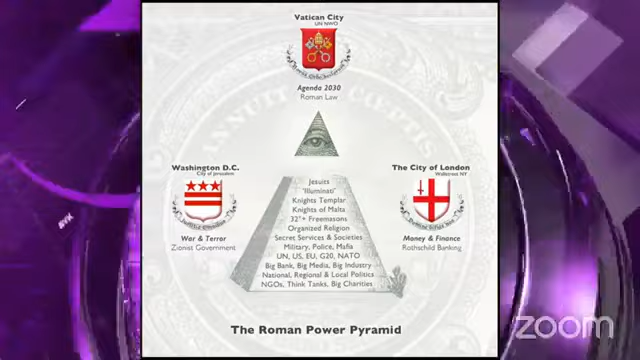 Vatican City
UN NWO
Agenda 2030
Roman Law
Washington D.C.
City of Jerusalem
War & Terror
Zionist Government
The City of London
Wallstreet NY
Money & Finance
Rothschild Banking
Jesuits
'Illuminati'
Knights Templar
Knights of Malta
32°+ Freemasons
Organized Religion
Secret Services & Societies
Military, Police, Mafia
UN, US, EU, G20, NATO
Big Bank, Big Media, Big Industry
National, Regional & Local Politics
NGOs, Think Tanks, Big Charities
The Roman Power Pyramid
zoom